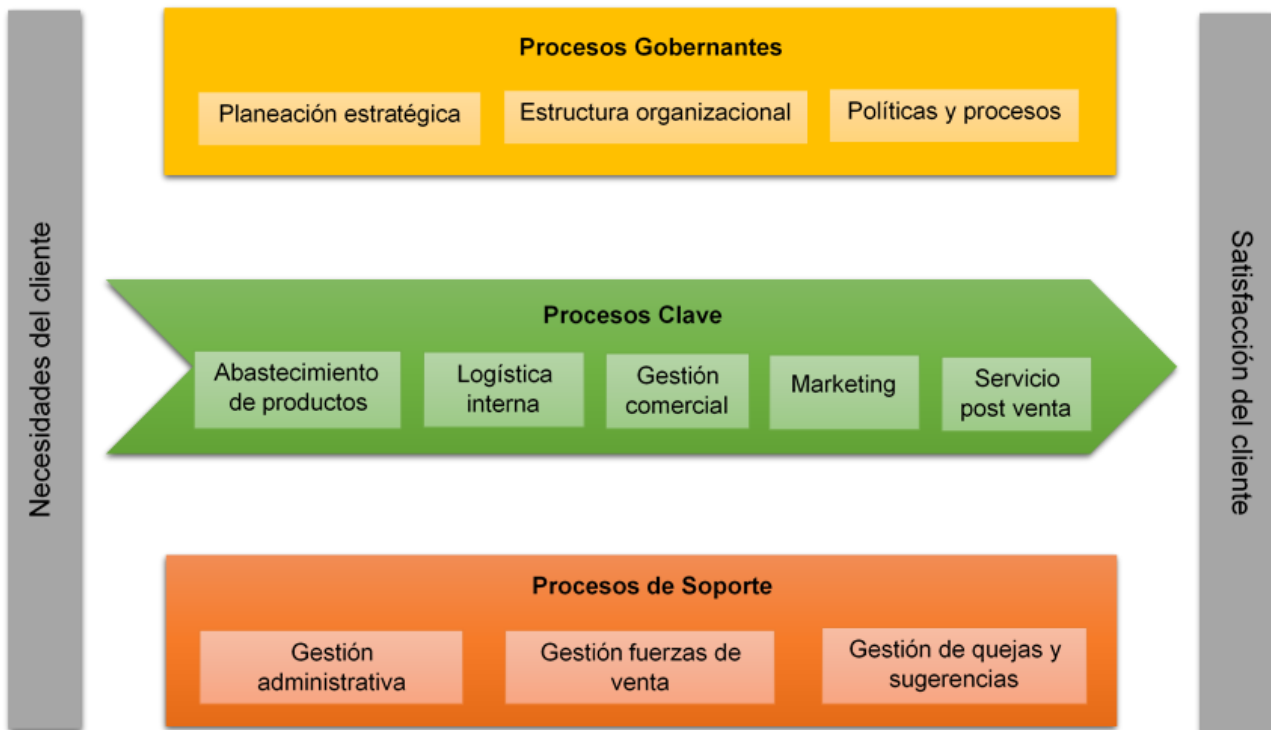 Necesidades del cliente
Procesos Gobernantes
Planeación estratégica
Estructura organizacional
Políticas y procesos
Procesos Clave
Abastecimiento
de productos
Logística
interna
Gestión
comercial
Marketing
Servicio
post venta
Procesos de Soporte
Gestión
administrativa
Gestión fuerzas de
venta
Gestión de quejas y
sugerencias
Satisfacción del cliente